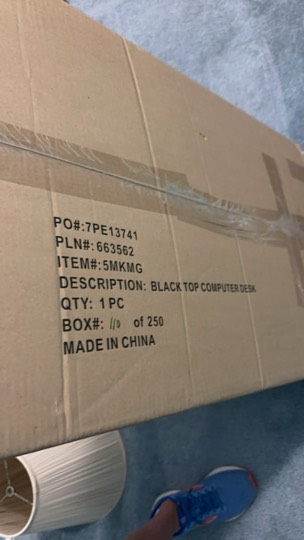 PO#:7PE13741
PLN#:663562
ITEM#:5MKMG
DESCRIPTION: BLACK TOP COMPUTER DESK
QTY: 1 PC
BOX#: 110 of 250
MADE IN CHINA